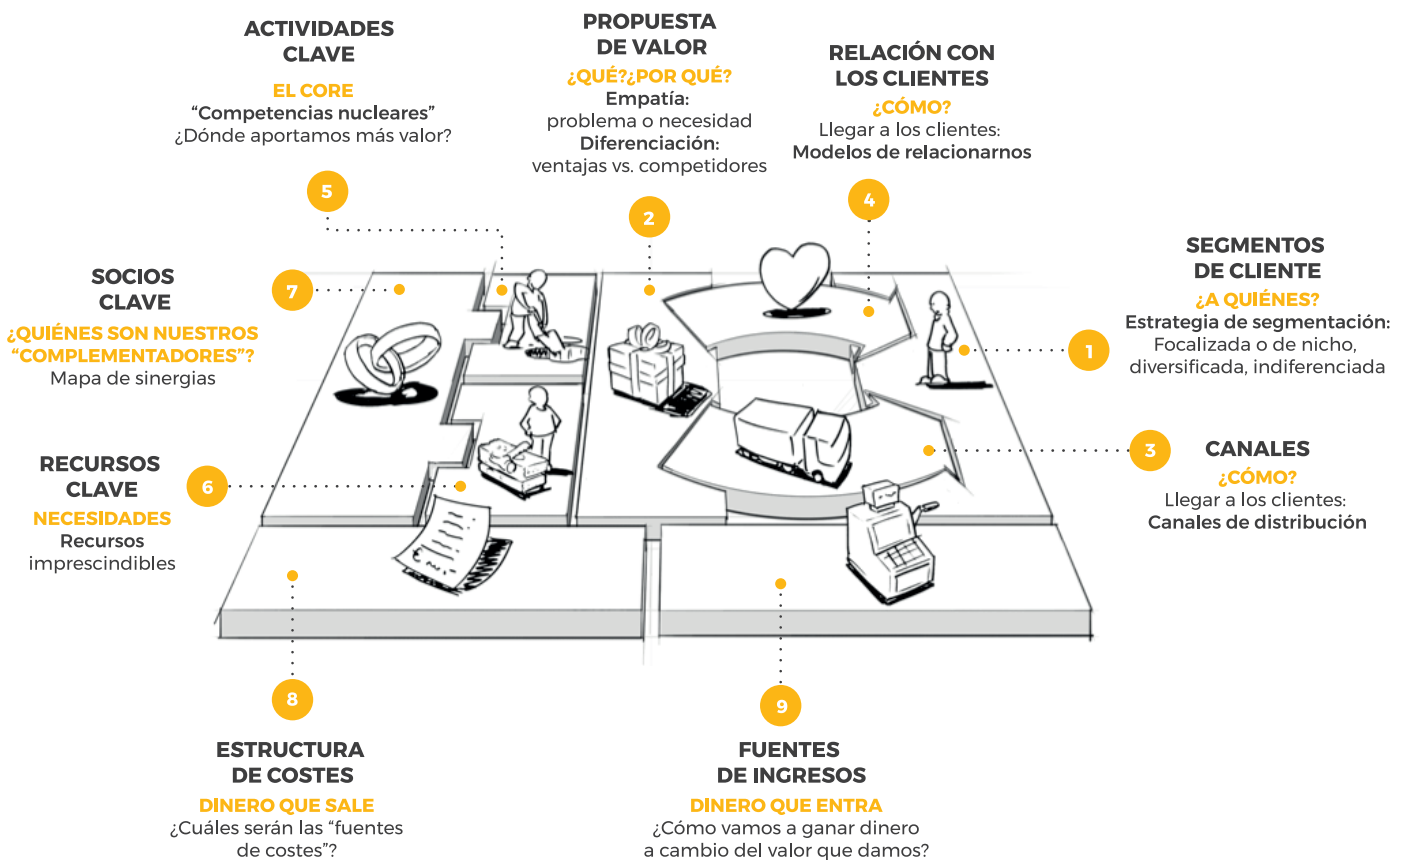 ACTIVIDADES
CLAVE
EL CORE
“Competencias nucleares”
¿Dónde aportamos más valor?
5
PROPUESTA
DE VALOR
¿QUÉ?¿POR QUÉ?
Empatía:
problema o necesidad
Diferenciación:
ventajas vs. competidores
2
RELACIÓN CON
LOS CLIENTES
¿CÓMO?
Llegar a los clientes:
Modelos de relacionarnos
4
SOCIOS
CLAVE
¿QUIÉNES SON NUESTROS
“COMPLEMENTADORES”?
Mapa de sinergias
7
SEGMENTOS
DE CLIENTE
¿A QUIÉNES?
Estrategia de segmentación:
Focalizada o de nicho,
diversificada, indiferenciada
1
RECURSOS
CLAVE
NECESIDADES
Recursos
imprescindibles
6
CANALES
¿CÓMO?
Llegar a los clientes:
Canales de distribución
3
8
ESTRUCTURA
DE COSTES
DINERO QUE SALE
¿Cuáles serán las “fuentes
de costes”?
9
FUENTES
DE INGRESOS
DINERO QUE ENTRA
¿Cómo vamos a ganar dinero
a cambio del valor que damos?